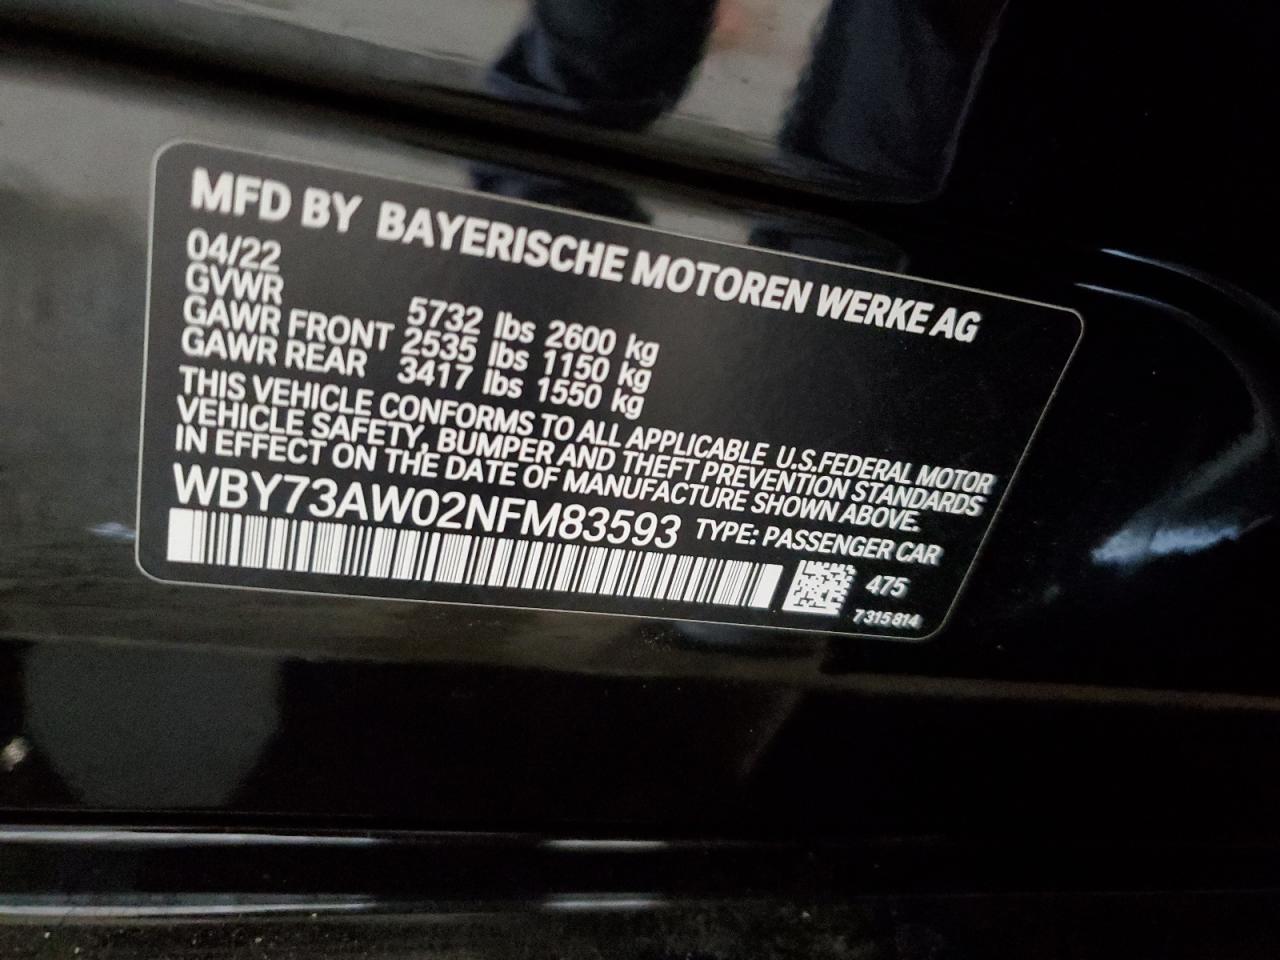 MFD BY BAYERISCHE MOTOREN WERKE AG
04/22
GVWR 5732 lbs 2600 kg
GAWR FRONT 2535 lbs 1150 kg
GAWR REAR 3417 lbs 1550 kg
THIS VEHICLE CONFORMS TO ALL APPLICABLE U.S.FEDERAL MOTOR
VEHICLE SAFETY, BUMPER AND THEFT PREVENTION STANDARDS
IN EFFECT ON THE DATE OF MANUFACTURE SHOWN ABOVE.
WBY73AW02NFM83593 TYPE: PASSENGER CAR
475
7315814